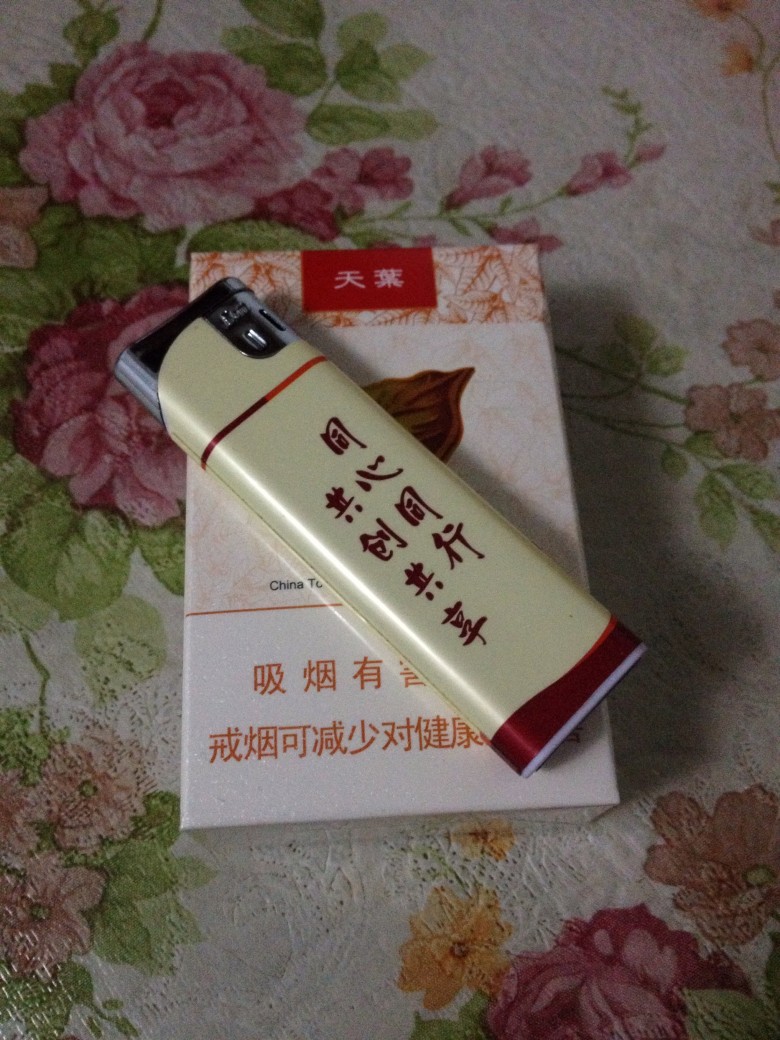 天葉
同心同行
共创共享
China To
吸烟有害
戒烟可减少对健康